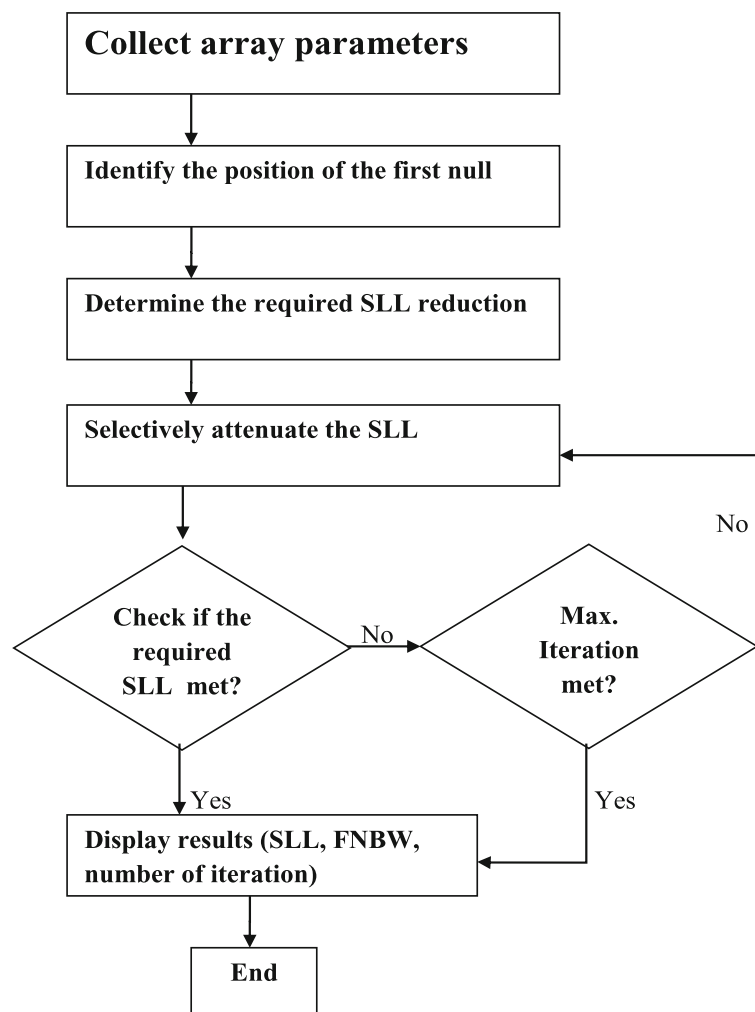 Collect array parameters
Identify the position of the first null
Determine the required SLL reduction
Selectively attenuate the SLL
No
Check if the
required
SLL met?
No
Max.
Iteration
met?
Yes
Yes
Display results (SLL, FNBW,
number of iteration)
End